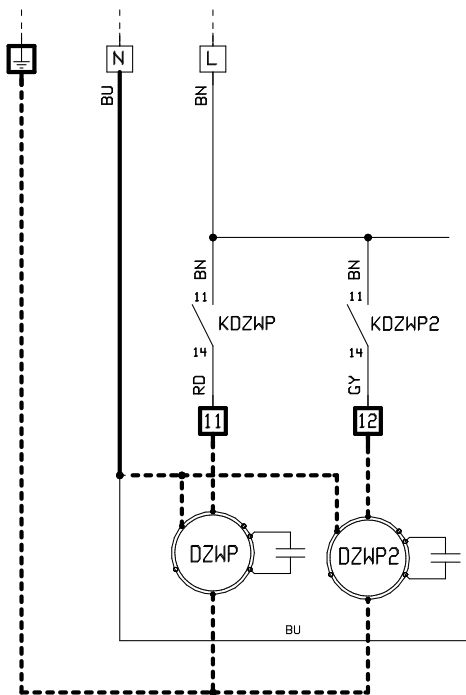 N L
BU BN
BN BN
11 11
KDZWP KDZWP2
14 14
RD GY
11 12
DZWP DZWP2
BU